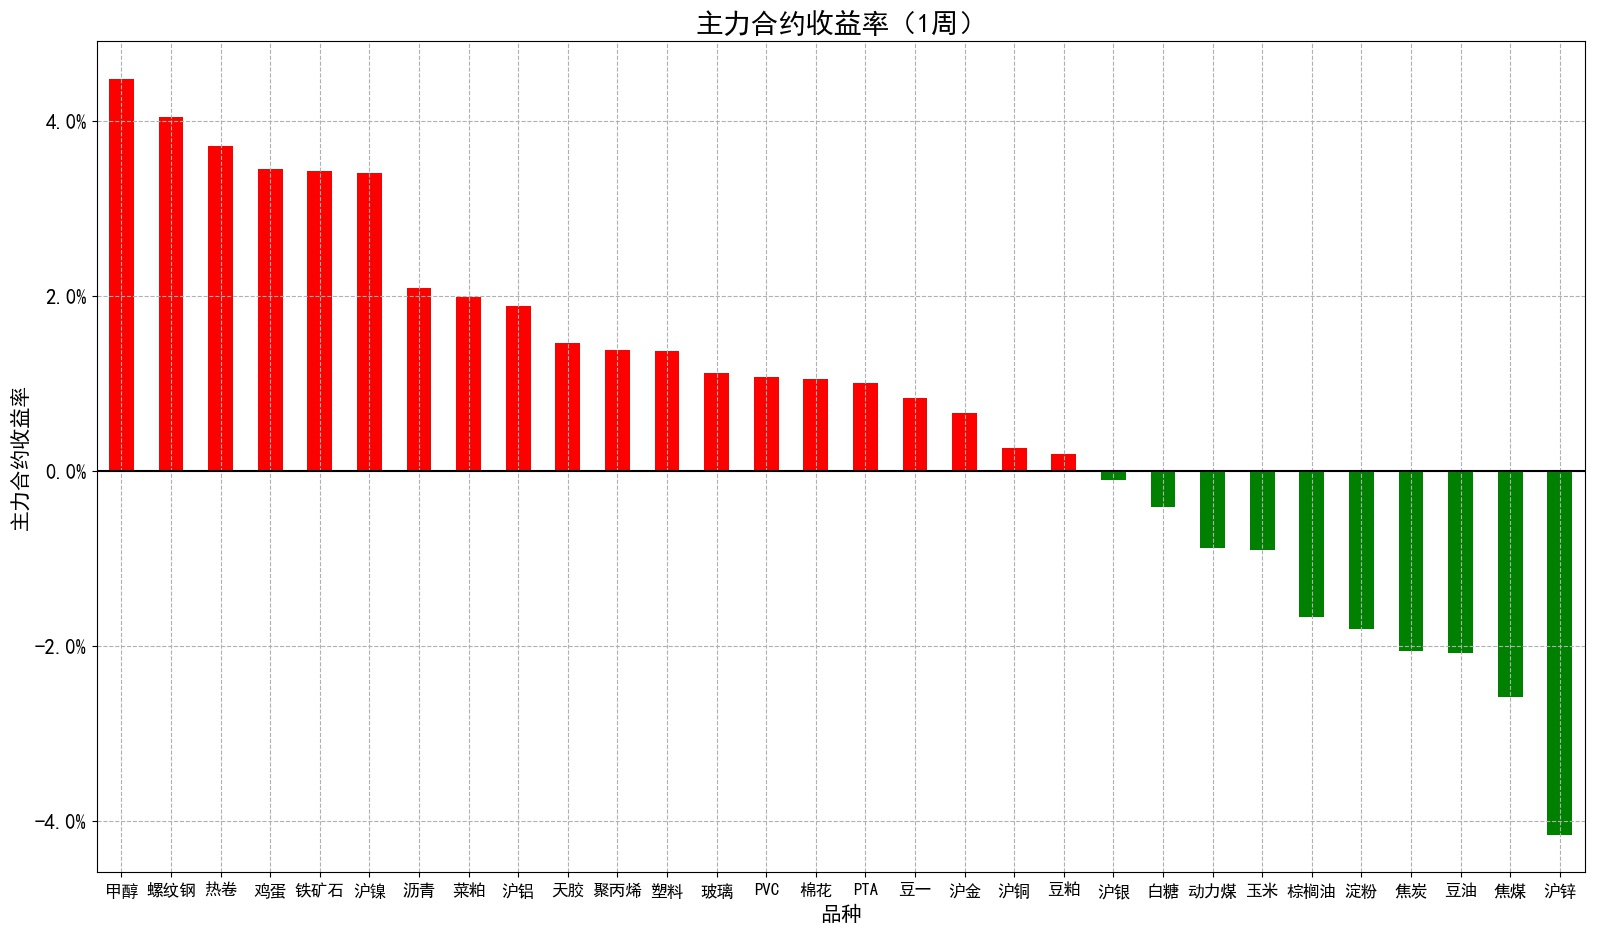 主力合约收益率（1周）
主力合约收益率
4.0%
2.0%
0.0%
−2.0%
−4.0%
甲醇 螺纹钢 热卷 鸡蛋 铁矿石 沪镍 沥青 菜粕 沪铝 天胶 聚丙烯 塑料 玻璃 PVC 棉花 PTA 豆一 沪金 沪铜 豆粕 沪银 白糖 动力煤 玉米 棕榈油 淀粉 焦炭 豆油 焦煤 沪锌
品种